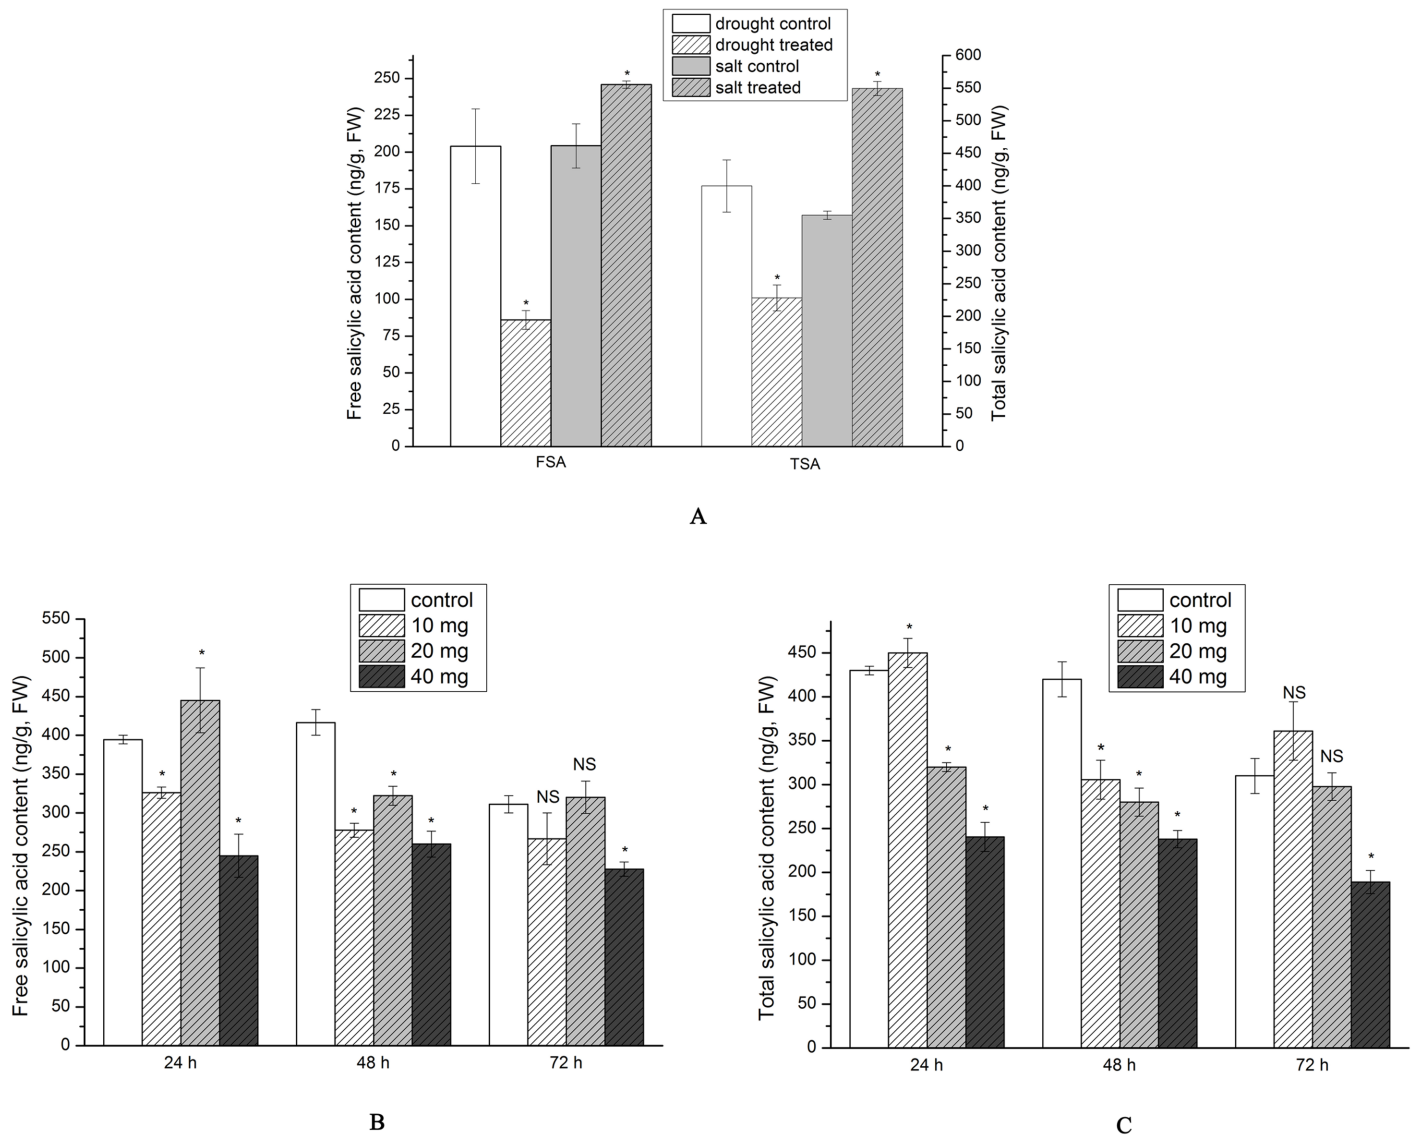 drought control
drought treated
salt control
salt treated
Free salicylic acid content (ng/g, FW)
250
225
200
175
150
125
100
75
50
25
0
Total salicylic acid content (ng/g, FW)
600
550
500
450
400
350
300
250
200
150
100
50
0
*
*
*
*
FSA
TSA
A
control
10 mg
20 mg
40 mg
Free salicylic acid content (ng/g, FW)
550
500
450
400
350
300
250
200
150
100
50
0
*
*
*
*
*
*
NS
NS
*
24 h
48 h
72 h
B
control
10 mg
20 mg
40 mg
Total salicylic acid content (ng/g, FW)
450
400
350
300
250
200
150
100
50
0
*
*
*
*
*
*
NS
NS
*
24 h
48 h
72 h
C